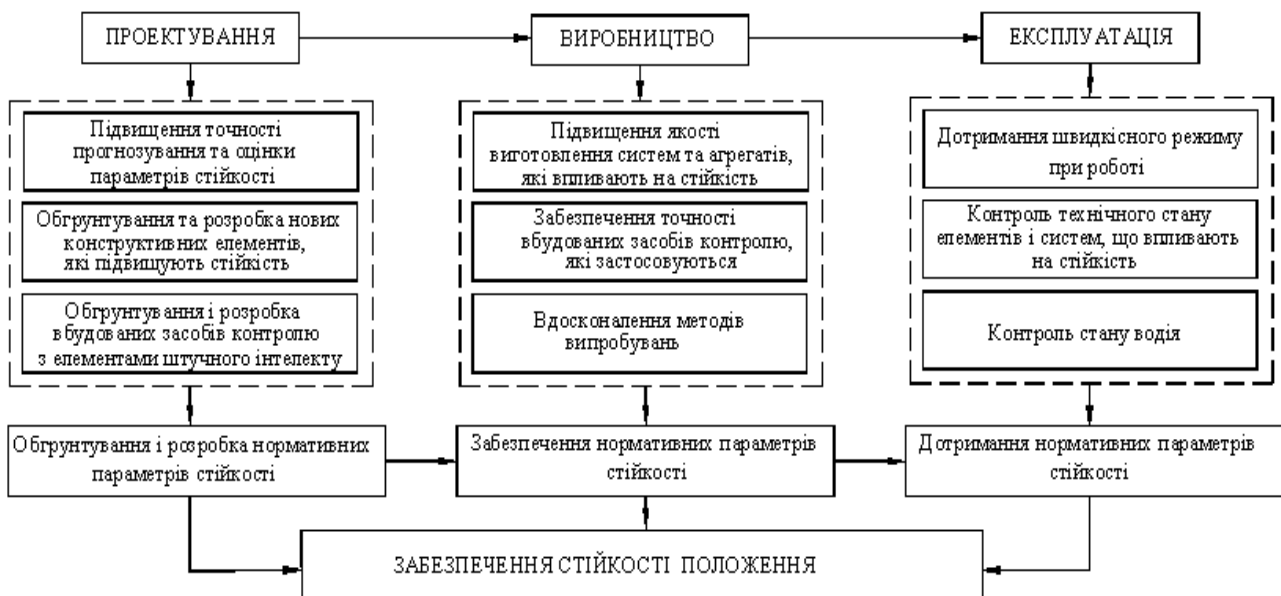 ПРОЕКТУВАННЯ
ВИРОБНИЦТВО
ЕКСПЛУАТАЦІЯ
Підвищення точності
прогнозування та оцінки
параметрів стійкості
Обгрунтування та розробка нових
конструктивних елементів,
які підвищують стійкість
Обгрунтування і розробка
вбудованих засобів контролю
з елементами штучного інтелекту
Підвищення якості
виготовлення систем та агрегатів,
які впливають на стійкість
Забезпечення точності
вбудованих засобів контролю,
які застосовуються
Вдосконалення методів
випробувань
Дотримання швидкісного режиму
при роботі
Контроль технічного стану
елементів і систем, що впливають
на стійкість
Контроль стану водія
Обгрунтування і розробка нормативних
параметрів стійкості
Забезпечення нормативних параметрів
стійкості
Дотримання нормативних параметрів
стійкості
ЗАБЕЗПЕЧЕННЯ СТІЙКОСТІ ПОЛОЖЕННЯ